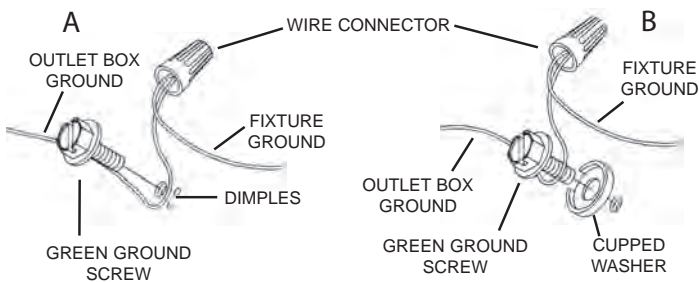 A
WIRE CONNECTOR
B
OUTLET BOX
GROUND
FIXTURE
GROUND
DIMPLES
GREEN GROUND
SCREW
FIXTURE
GROUND
OUTLET BOX
GROUND
GREEN GROUND
SCREW
CUPPED
WASHER